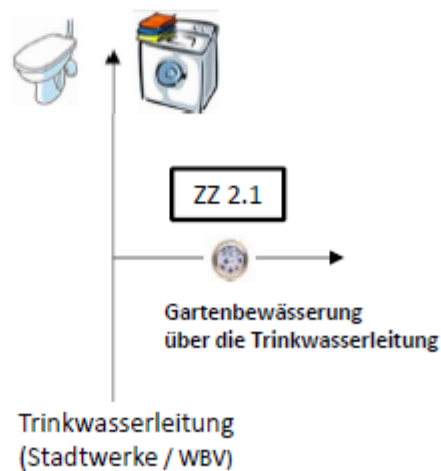 ZZ 2.1
Gartenbewässerung
über die Trinkwasserleitung
Trinkwasserleitung
(Stadtwerke / WBV)